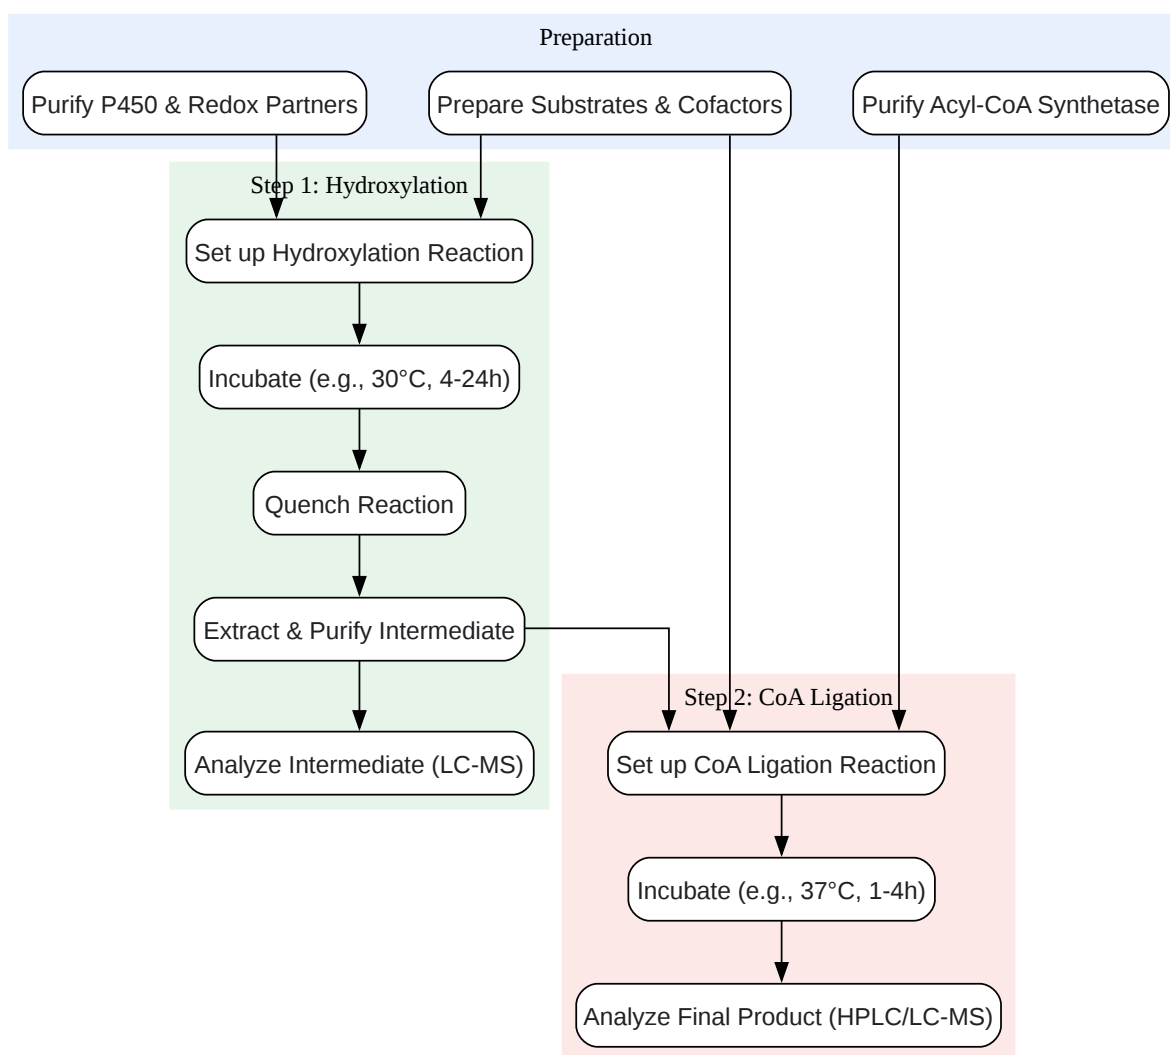 Preparation
Purify P450 & Redox Partners
Prepare Substrates & Cofactors
Purify Acyl-CoA Synthetase
Step 1: Hydroxylation
Set up Hydroxylation Reaction
Incubate (e.g., 30°C, 4-24h)
Quench Reaction
Extract & Purify Intermediate
Analyze Intermediate (LC-MS)
Step 2: CoA Ligation
Set up CoA Ligation Reaction
Incubate (e.g., 37°C, 1-4h)
Analyze Final Product (HPLC/LC-MS)